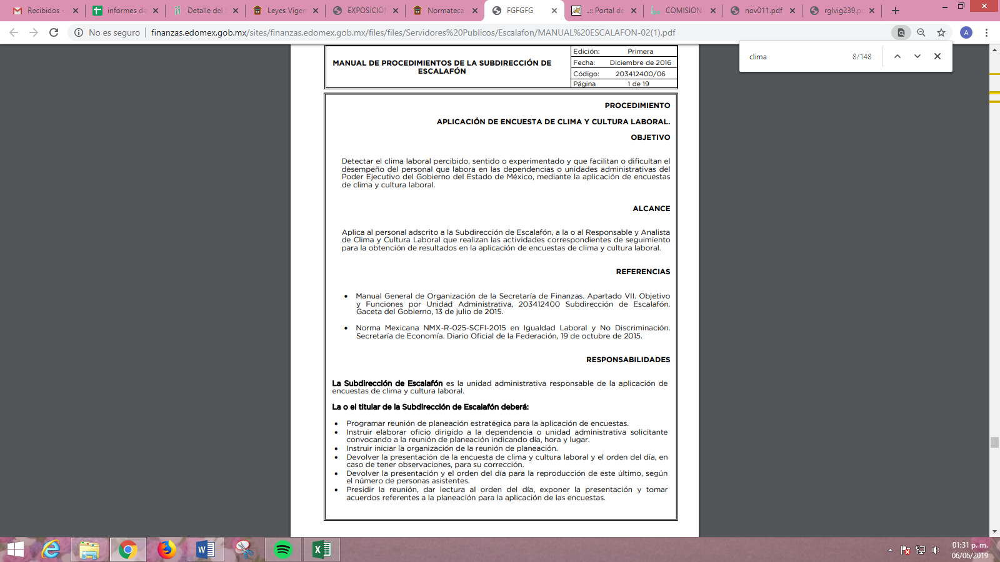 Recibidos -
informes di
Detalle del S
Leyes Vigen
EXPOSICION
Normateca
FGFGFG
..:: Portal de
COMISION
nov011.pdf
rglvig239.pd
No es seguro
finanzas.edomex.gob.mx/sites/finanzas.edomex.gob.mx/files/files/Servidores%20Publicos/Escalafon/MANUAL%20ESCALAFON-02(1).pdf
A
clima
8/148
MANUAL DE PROCEDIMIENTOS DE LA SUBDIRECCIÓN DE
ESCALAFÓN
Edición: Primera
Fecha: Diciembre de 2016
Código: 203412400/06
Página 1 de 19
PROCEDIMIENTO
APLICACIÓN DE ENCUESTA DE CLIMA Y CULTURA LABORAL.
OBJETIVO
Detectar el clima laboral percibido, sentido o experimentado y que facilitan o dificultan el
desempeño del personal que labora en las dependencias o unidades administrativas del
Poder Ejecutivo del Gobierno del Estado de México, mediante la aplicación de encuestas
de clima y cultura laboral.
ALCANCE
Aplica al personal adscrito a la Subdirección de Escalafón, a la o al Responsable y Analista
de Clima y Cultura Laboral que realizan las actividades correspondientes de seguimiento
para la obtención de resultados en la aplicación de encuestas de clima y cultura laboral.
REFERENCIAS
• Manual General de Organización de la Secretaría de Finanzas. Apartado VII. Objetivo
y Funciones por Unidad Administrativa, 203412400 Subdirección de Escalafón.
Gaceta del Gobierno, 13 de julio de 2015.
• Norma Mexicana NMX-R-025-SCFI-2015 en Igualdad Laboral y No Discriminación.
Secretaría de Economía. Diario Oficial de la Federación, 19 de octubre de 2015.
RESPONSABILIDADES
La Subdirección de Escalafón es la unidad administrativa responsable de la aplicación de
encuestas de clima y cultura laboral.
La o el titular de la Subdirección de Escalafón deberá:
• Programar reunión de planeación estratégica para la aplicación de encuestas.
• Instruir elaborar oficio dirigido a la dependencia o unidad administrativa solicitante
convocando a la reunión de planeación indicando día, hora y lugar.
• Instruir iniciar la organización de la reunión de planeación.
• Devolver la presentación de la encuesta de clima y cultura laboral y el orden del día, en
caso de tener observaciones, para su corrección.
• Devolver la presentación y el orden del día para la reproducción de este último, según
el número de personas asistentes.
• Presidir la reunión, dar lectura al orden del día, exponer la presentación y tomar
acuerdos referentes a la planeación para la aplicación de las encuestas.
01:31 p. m.
06/06/2019